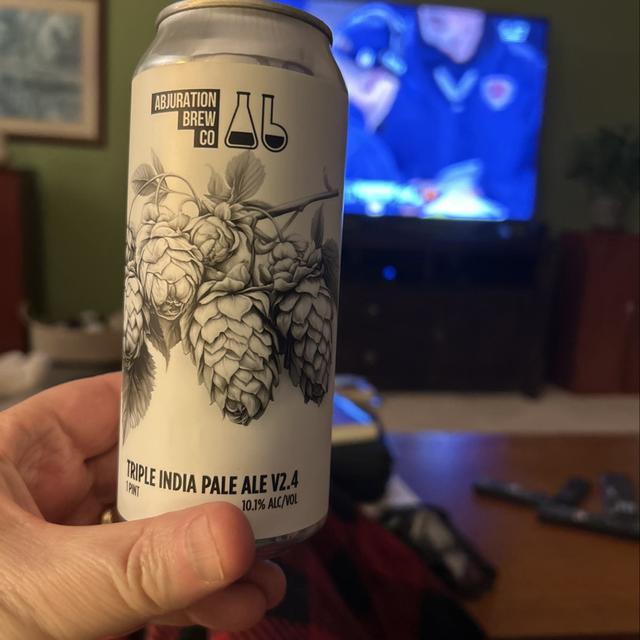 ABJURATION
BREW
CO
TRIPLE INDIA PALE ALE V2.4
1 PINT
10.1% ALC/VOL